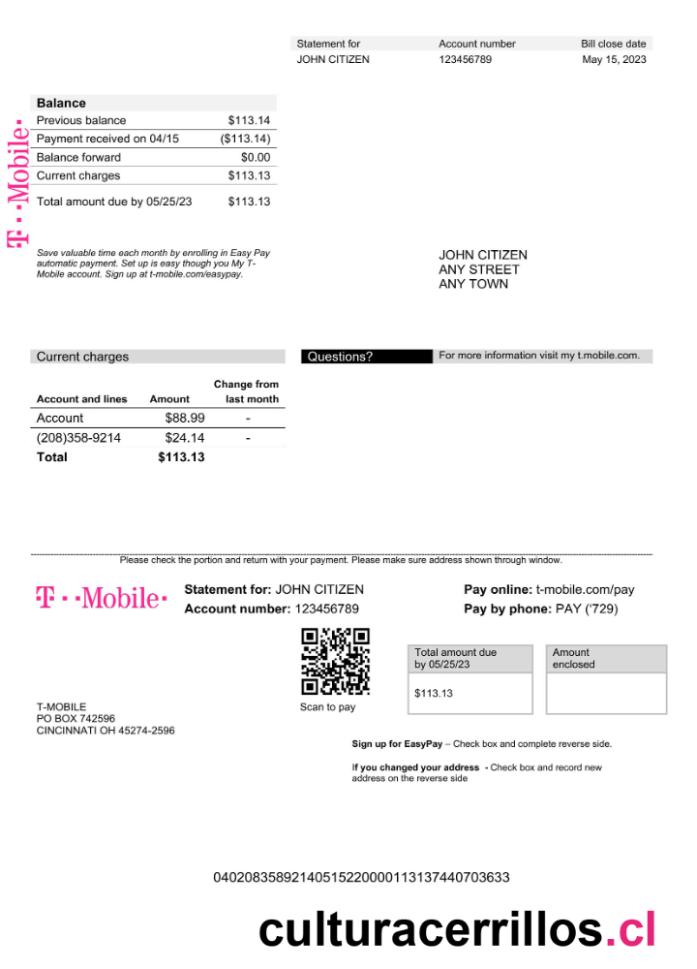 Statement for Account number Bill close date
JOHN CITIZEN 123456789 May 15, 2023
Balance
Previous balance $113.14
Payment received on 04/15 ($113.14)
Balance forward $0.00
Current charges $113.13
Total amount due by 05/25/23 $113.13
T··Mobile·
Save valuable time each month by enrolling in Easy Pay
automatic payment. Set up is easy though you My T-
Mobile account. Sign up at t-mobile.com/easypay.
JOHN CITIZEN
ANY STREET
ANY TOWN
Current charges
Questions? For more information visit my t.mobile.com.
Change from
Account and lines Amount last month
Account $88.99 -
(208)358-9214 $24.14 -
Total $113.13
Please check the portion and return with your payment. Please make sure address shown through window.
T··Mobile·
Statement for: JOHN CITIZEN
Account number: 123456789
Pay online: t-mobile.com/pay
Pay by phone: PAY ('729)
Scan to pay
Total amount due
by 05/25/23
$113.13
Amount
enclosed
T-MOBILE
PO BOX 742596
CINCINNATI OH 45274-2596
Sign up for EasyPay – Check box and complete reverse side.
If you changed your address - Check box and record new
address on the reverse side
04020835892140515220000113137440703633
culturacerrillos.cl